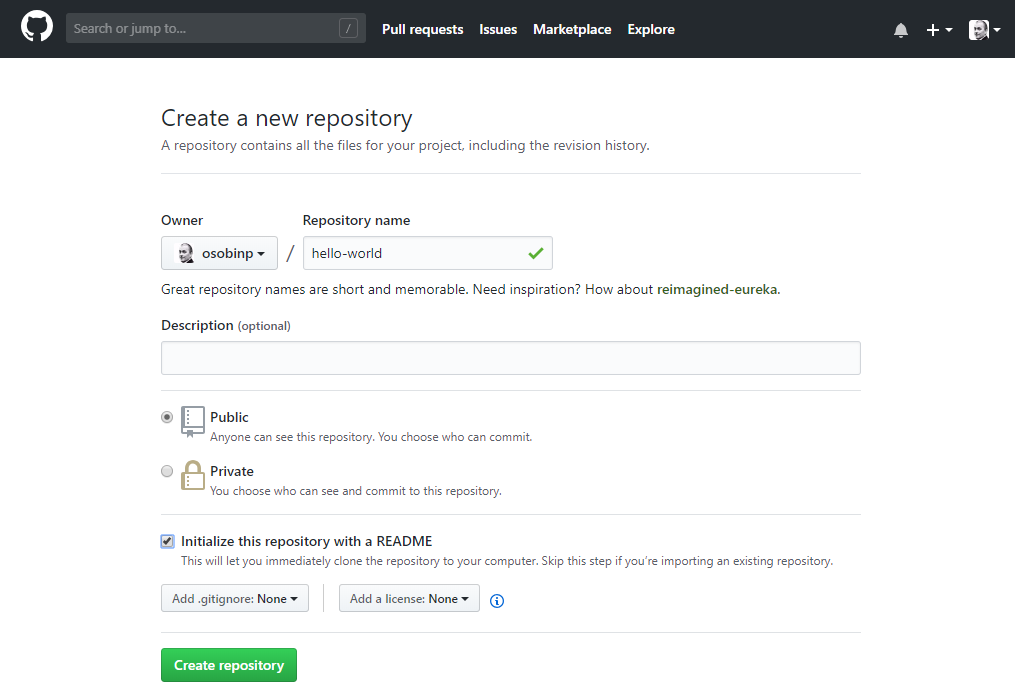 Search or jump to... / Pull requests Issues Marketplace Explore
Create a new repository
A repository contains all the files for your project, including the revision history.
Owner Repository name
osobinp / hello-world
Great repository names are short and memorable. Need inspiration? How about reimagined-eureka.
Description (optional)
Public
Anyone can see this repository. You choose who can commit.
Private
You choose who can see and commit to this repository.
Initialize this repository with a README
This will let you immediately clone the repository to your computer. Skip this step if you’re importing an existing repository.
Add .gitignore: None Add a license: None
Create repository